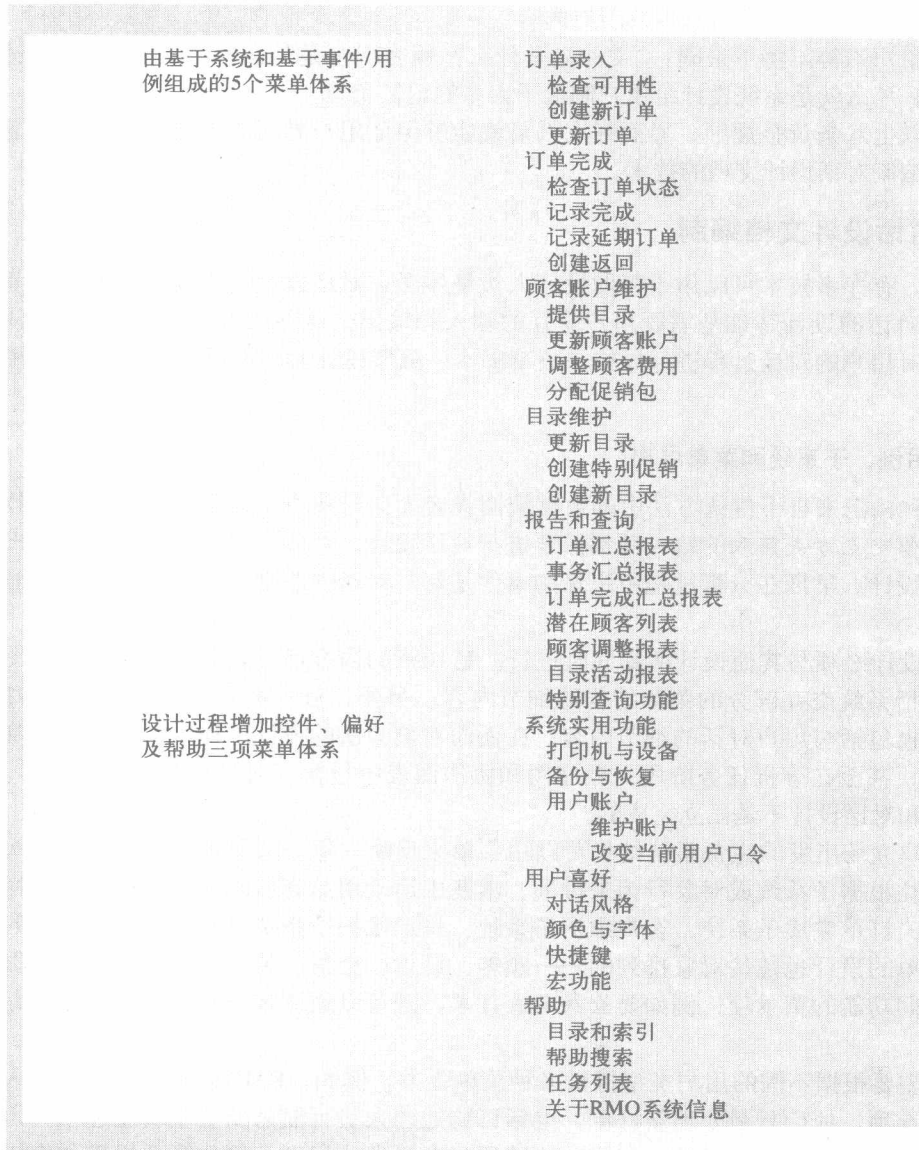 由基于系统和基于事件/用
例组成的5个菜单体系
订单录入
检查可用性
创建新订单
更新订单
订单完成
检查订单状态
记录完成
记录延期订单
创建返回
顾客账户维护
提供目录
更新顾客账户
调整顾客费用
分配促销包
目录维护
更新目录
创建特别促销
创建新目录
报告和查询
订单汇总报表
事务汇总报表
订单完成汇总报表
潜在顾客列表
顾客调整报表
目录活动报表
特别查询功能
设计过程增加控件、偏好
及帮助三项菜单体系
系统实用功能
打印机与设备
备份与恢复
用户账户
维护账户
改变当前用户口令
用户喜好
对话风格
颜色与字体
快捷键
宏功能
帮助
目录和索引
帮助搜索
任务列表
关于RMO系统信息